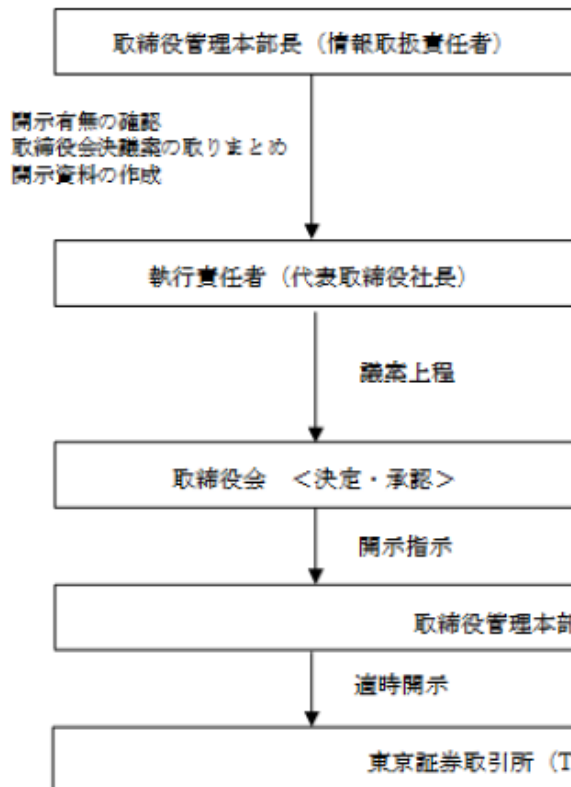 取締役管理本部長（情報取扱責任者）
開示有無の確認
取締役会決議案の取りまとめ
開示資料の作成
執行責任者（代表取締役社長）
議案上程
取締役会　＜決定・承認＞
開示指示
取締役管理本部
適時開示
東京証券取引所（T